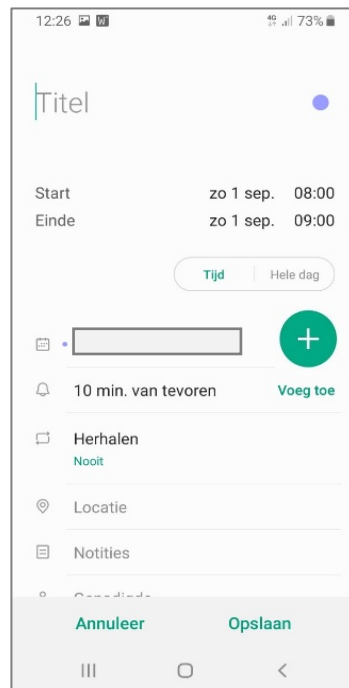 12:26 W 4G 73%
Titel
Start zo 1 sep. 08:00
Einde zo 1 sep. 09:00
Tijd Hele dag
10 min. van tevoren Voeg toe
Herhalen
Nooit
Locatie
Notities
Annuleer Opslaan